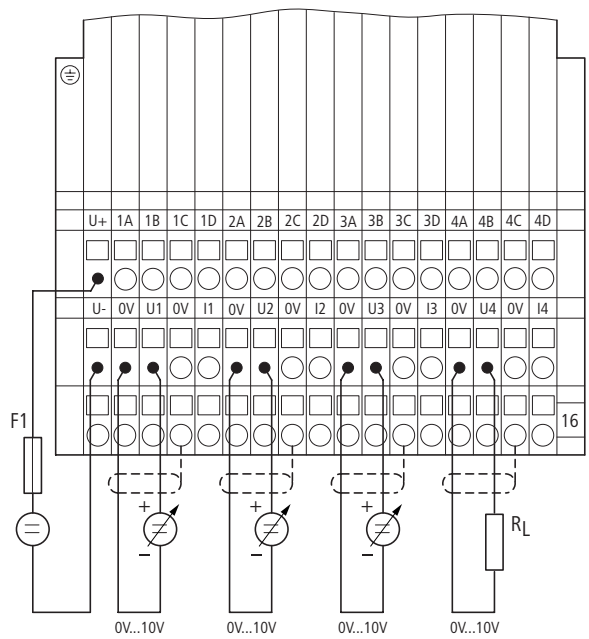 U+ 1A 1B 1C 1D 2A 2B 2C 2D 3A 3B 3C 3D 4A 4B 4C 4D
U- 0V U1 0V I1 0V U2 0V I2 0V U3 0V I3 0V U4 0V I4
16
F1
+ + +
RL
- - -
0V...10V 0V...10V 0V...10V 0V...10V